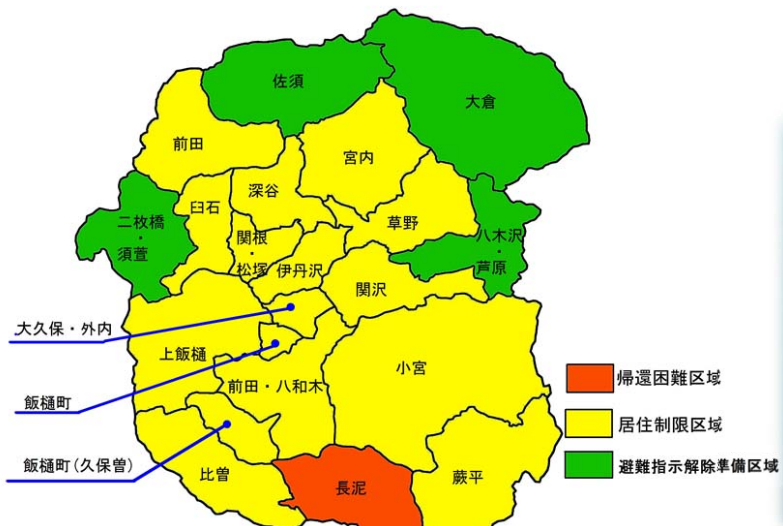 佐須
大倉
前田
宮内
深谷
臼石
草野
二枚橋
・
須萱
八木沢
・
芦原
関根
・
松塚
伊丹沢
関沢
大久保・外内
上飯樋
小宮
飯樋町
前田・八和木
飯樋町(久保曽)
比曽
長泥
蕨平
帰還困難区域
居住制限区域
避難指示解除準備区域